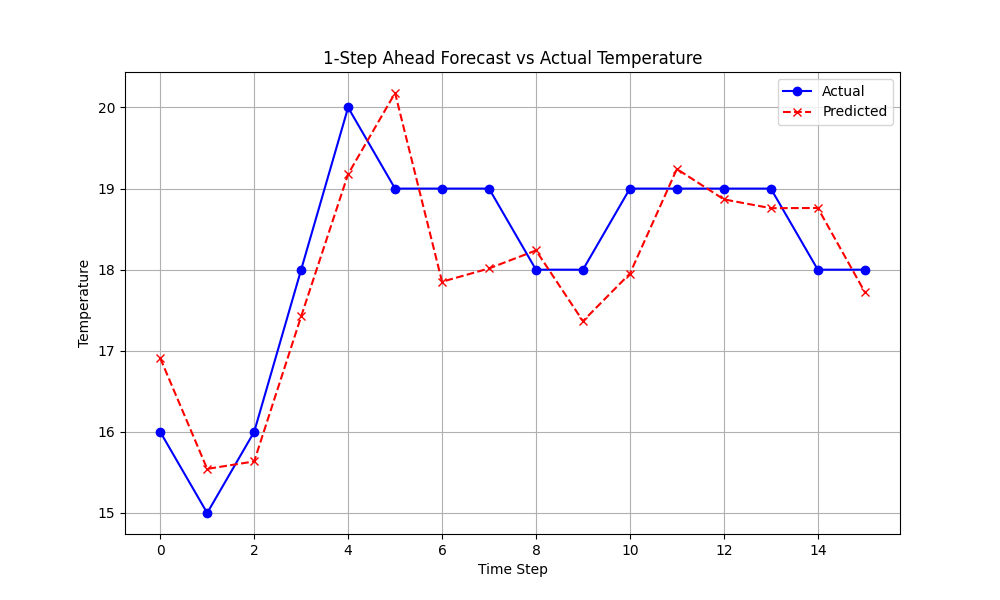 1-Step Ahead Forecast vs Actual Temperature
Actual
Predicted
Temperature
20
19
18
17
16
15
0 2 4 6 8 10 12 14
Time Step